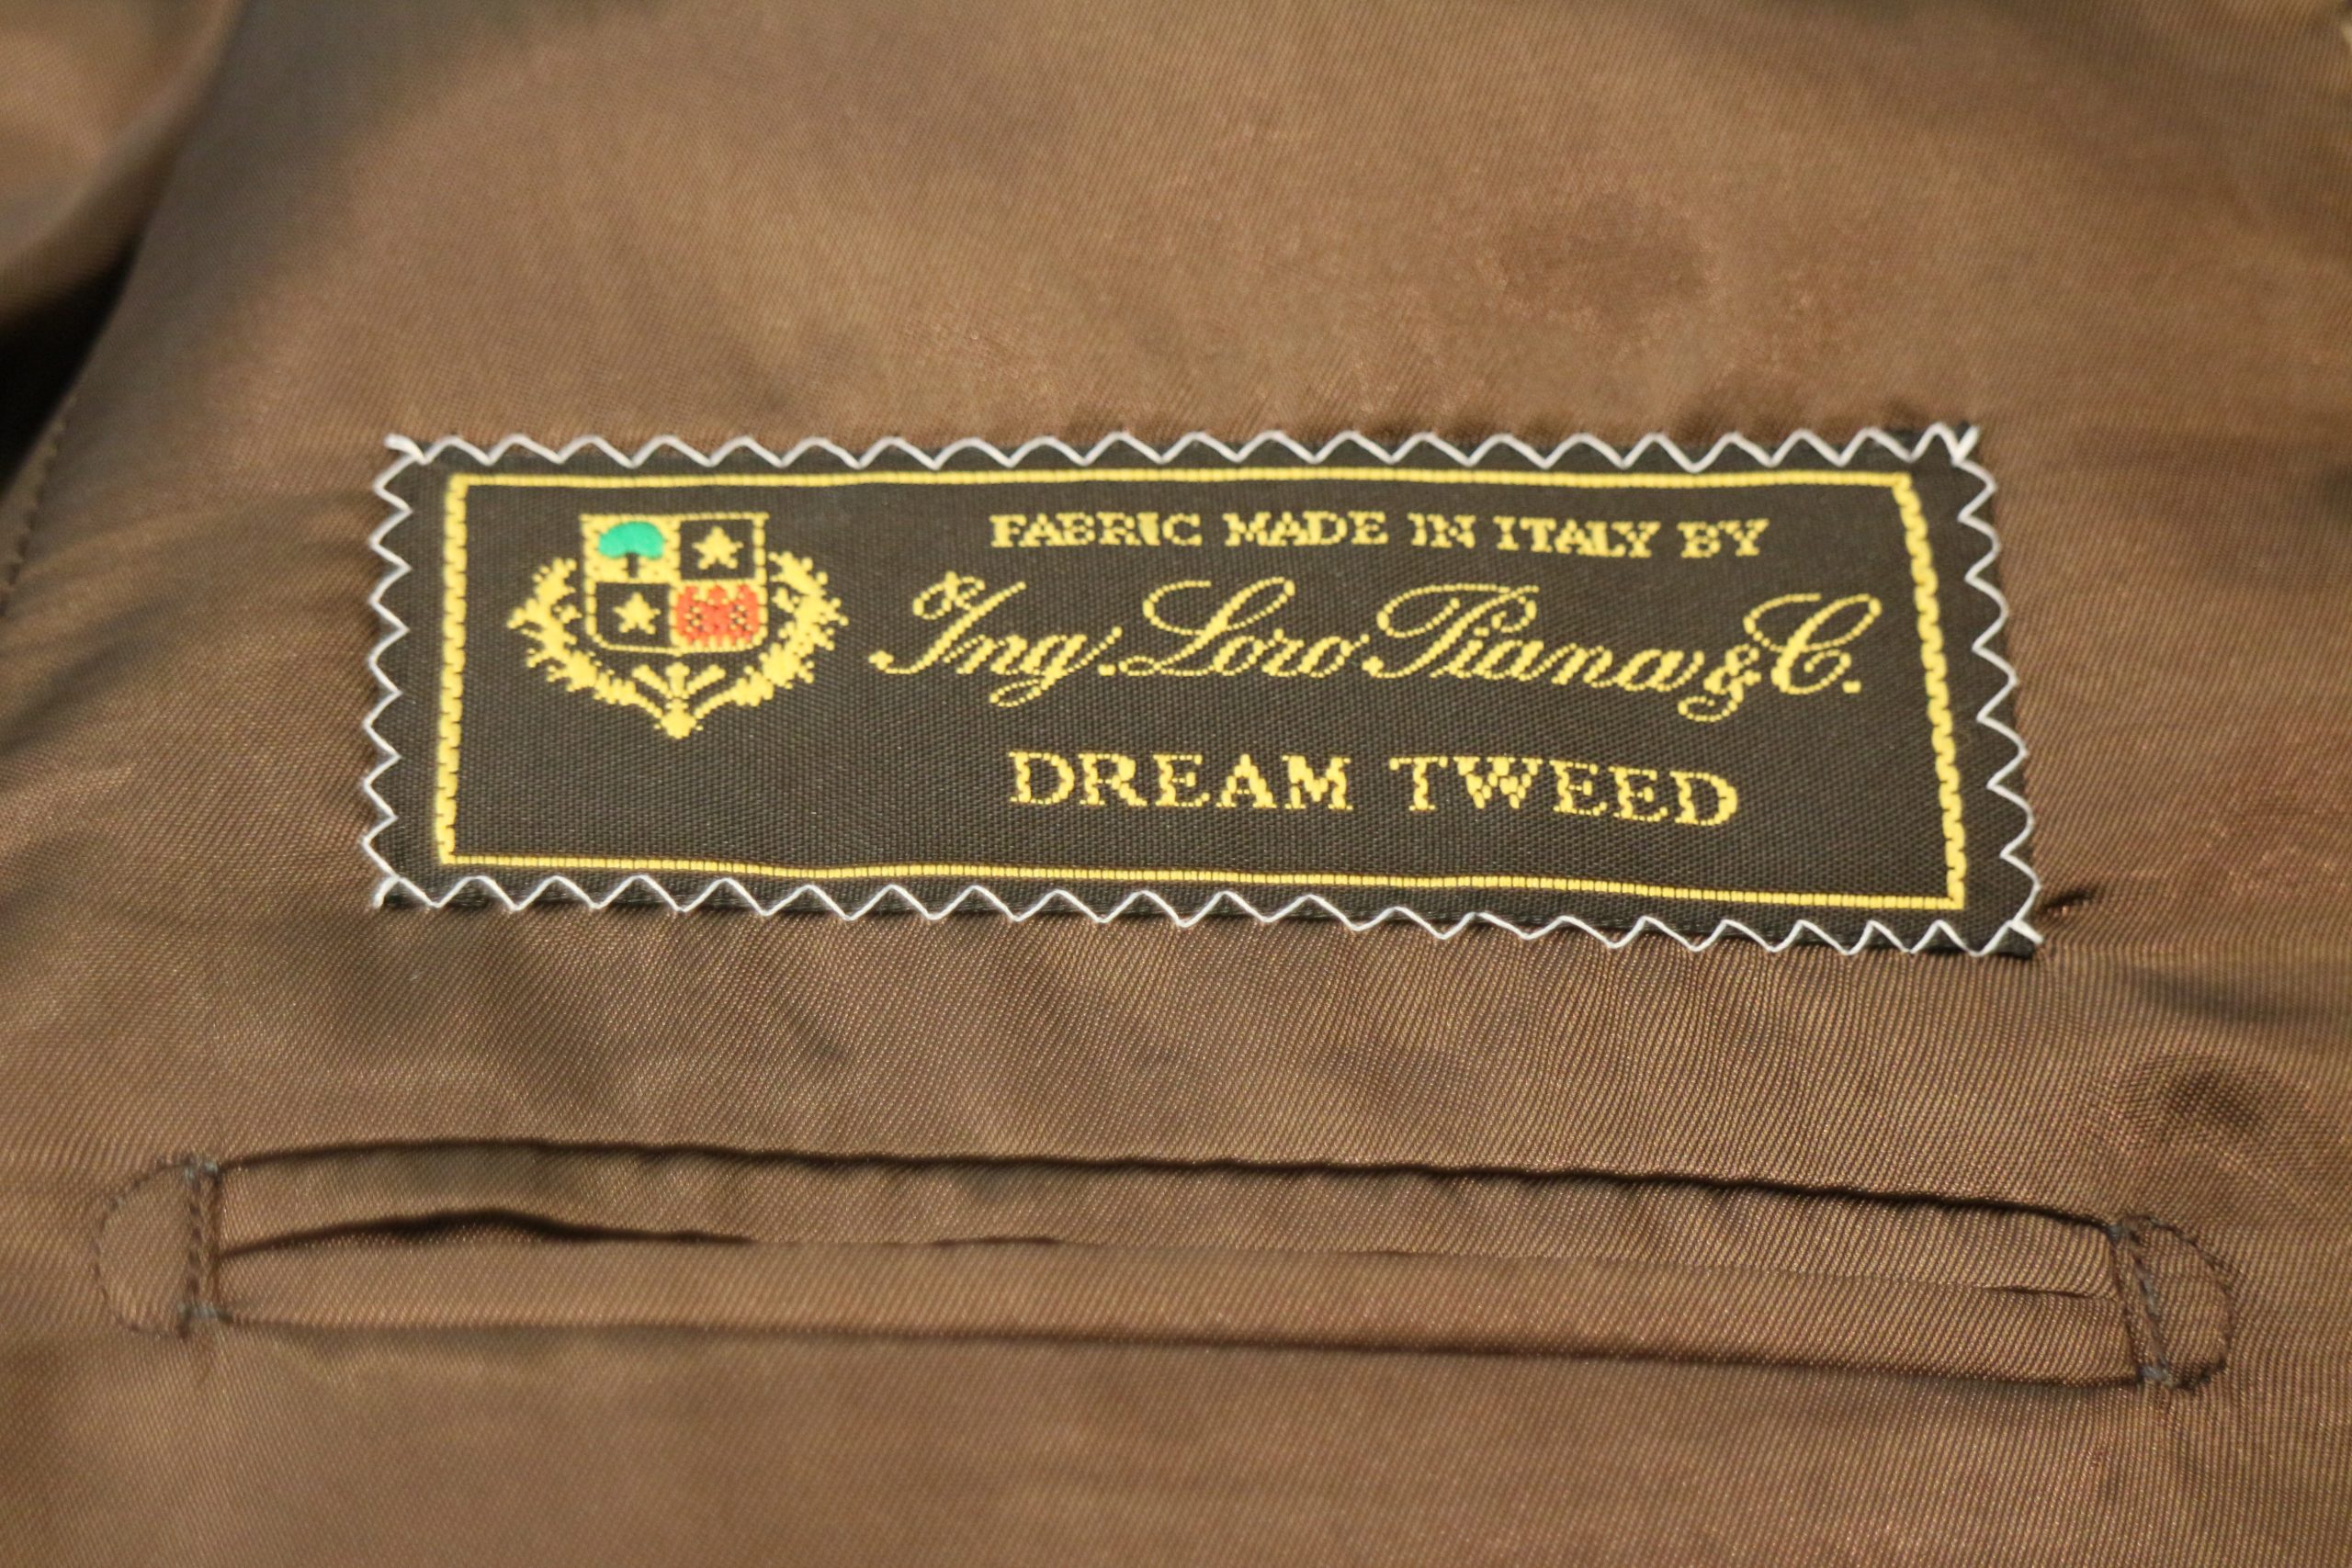 FABRIC MADE IN ITALY BY
Ing. Loro Piana & C.
DREAM TWEED